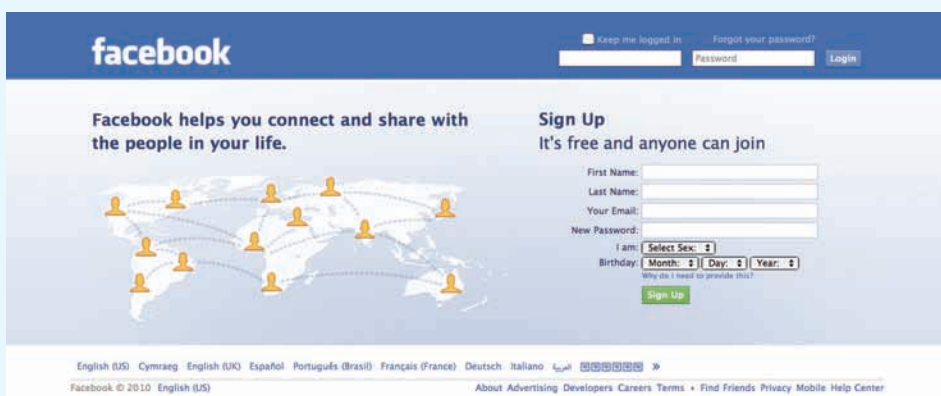 facebook
Keep me logged in Forgot your password?
Password Login
Facebook helps you connect and share with
the people in your life.
Sign Up
It's free and anyone can join
First Name:
Last Name:
Your Email:
New Password:
I am: Select Sex:
Birthday: Month: Day: Year:
Why do I need to provide this?
Sign Up
English (US) Cymraeg English (UK) Español Português (Brasil) Français (France) Deutsch Italiano العربية »
Facebook © 2010 English (US)
About Advertising Developers Careers Terms • Find Friends Privacy Mobile Help Center